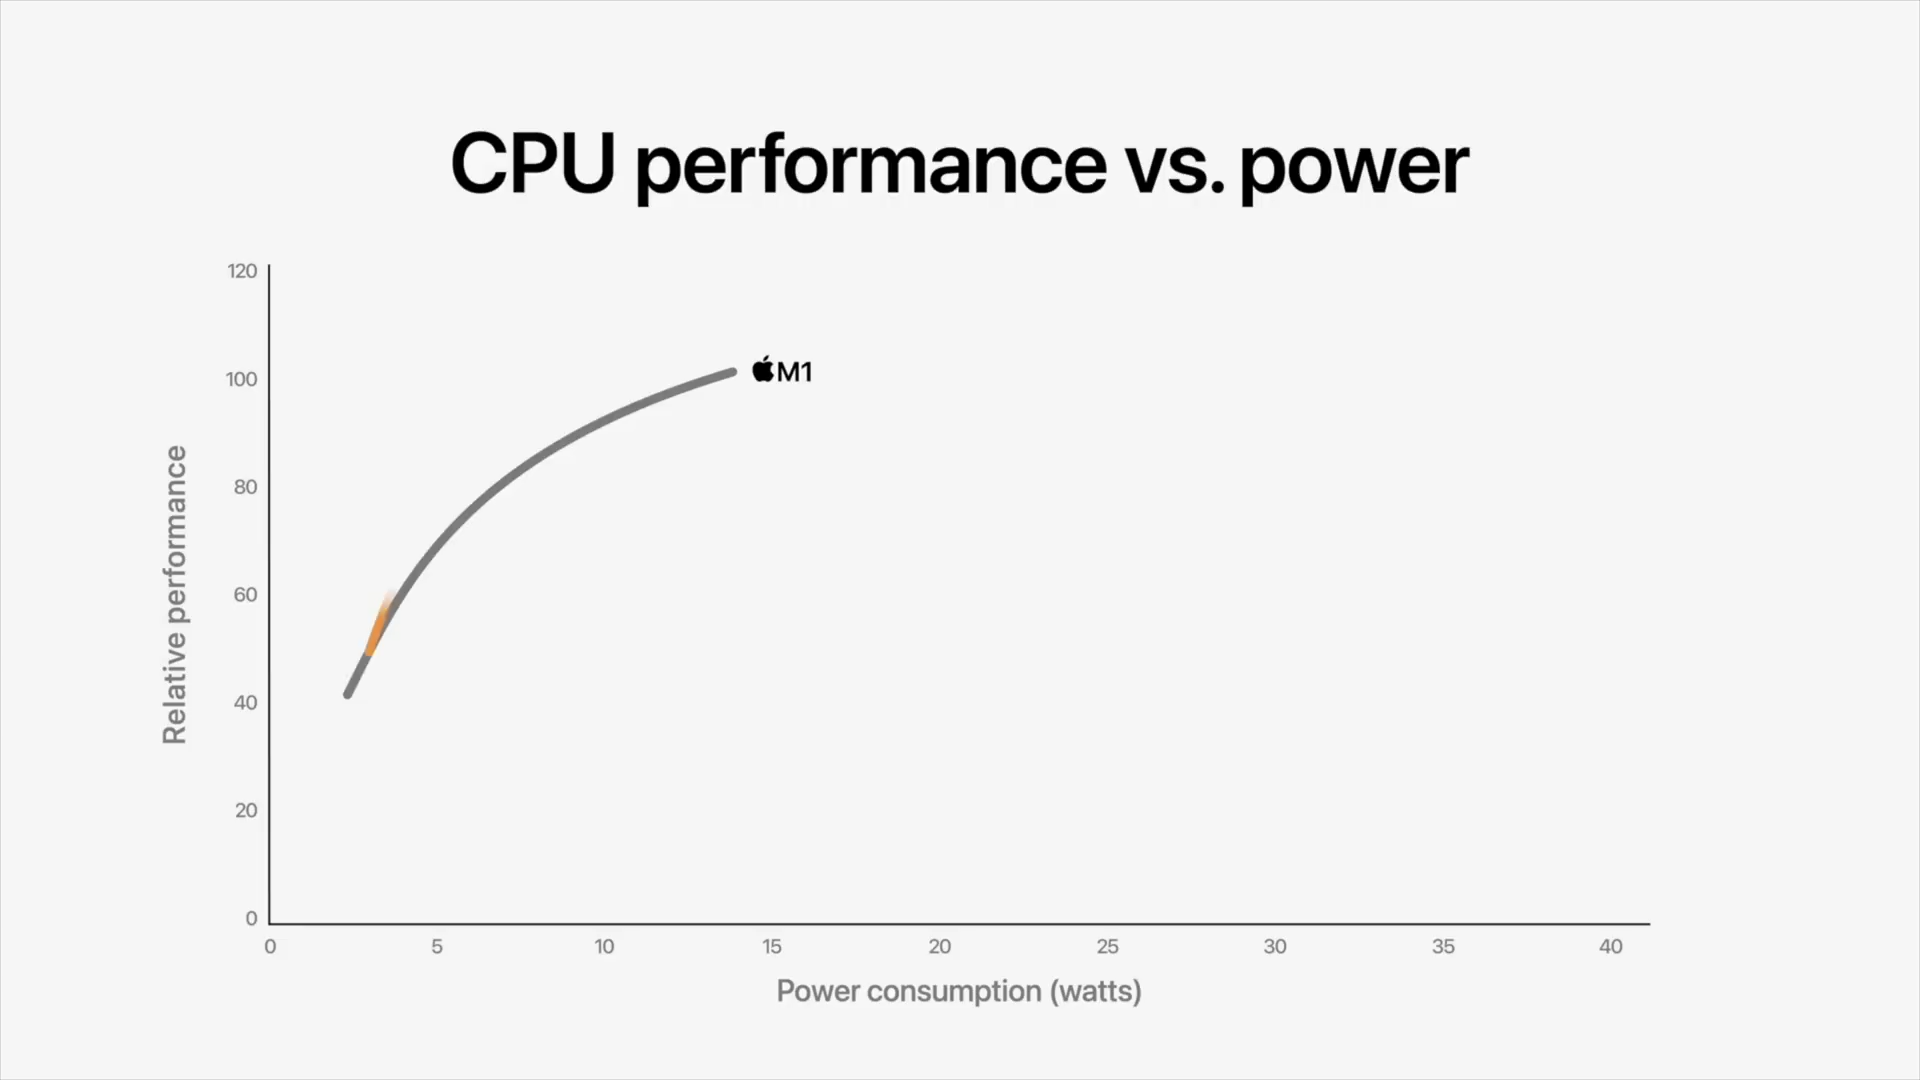 CPU performance vs. power
120
100
80
60
40
20
0
Relative performance
M1
0 5 10 15 20 25 30 35 40
Power consumption (watts)